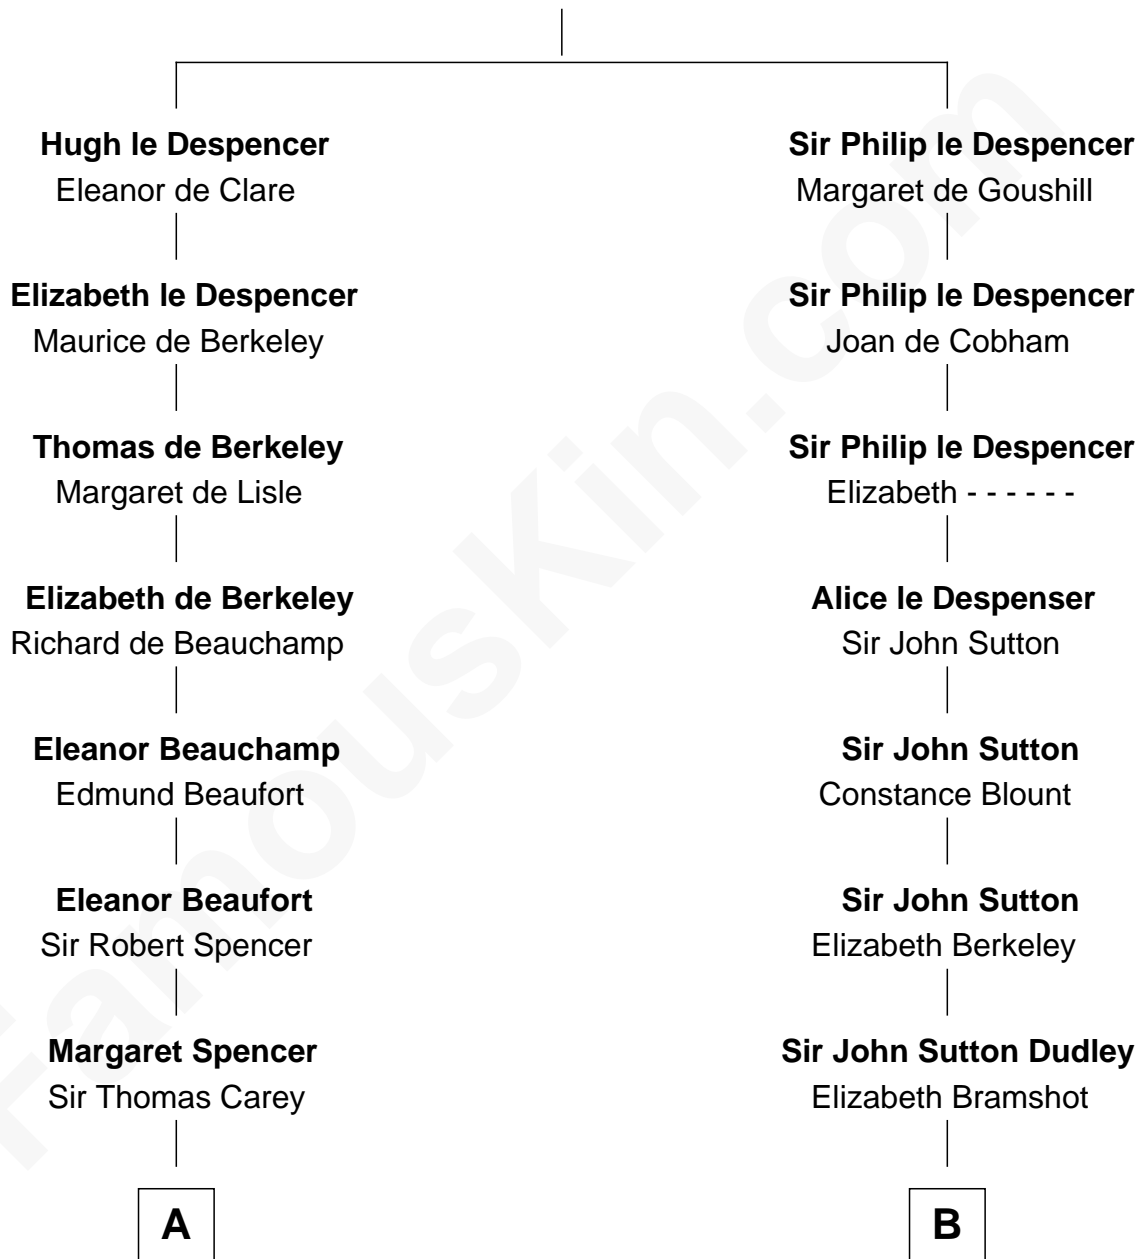 Hugh le Despencer
Eleanor de Clare
Elizabeth le Despencer
Maurice de Berkeley
Thomas de Berkeley
Margaret de Lisle
Elizabeth de Berkeley
Richard de Beauchamp
Eleanor Beauchamp
Edmund Beaufort
Eleanor Beaufort
Sir Robert Spencer
Margaret Spencer
Sir Thomas Carey
A
Sir Philip le Despencer
Margaret de Goushill
Sir Philip le Despencer
Joan de Cobham
Sir Philip le Despencer
Elizabeth - - - - - -
Alice le Despenser
Sir John Sutton
Sir John Sutton
Constance Blount
Sir John Sutton
Elizabeth Berkeley
Sir John Sutton Dudley
Elizabeth Bramshot
B
FamousKin.com